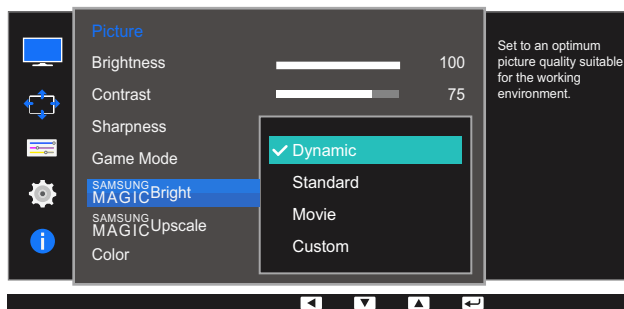 Picture
Brightness 100
Contrast 75
Sharpness
Game Mode
SAMSUNG
MAGICBright
SAMSUNG
MAGICUpscale
Color
Dynamic
Standard
Movie
Custom
Set to an optimum
picture quality suitable
for the working
environment.